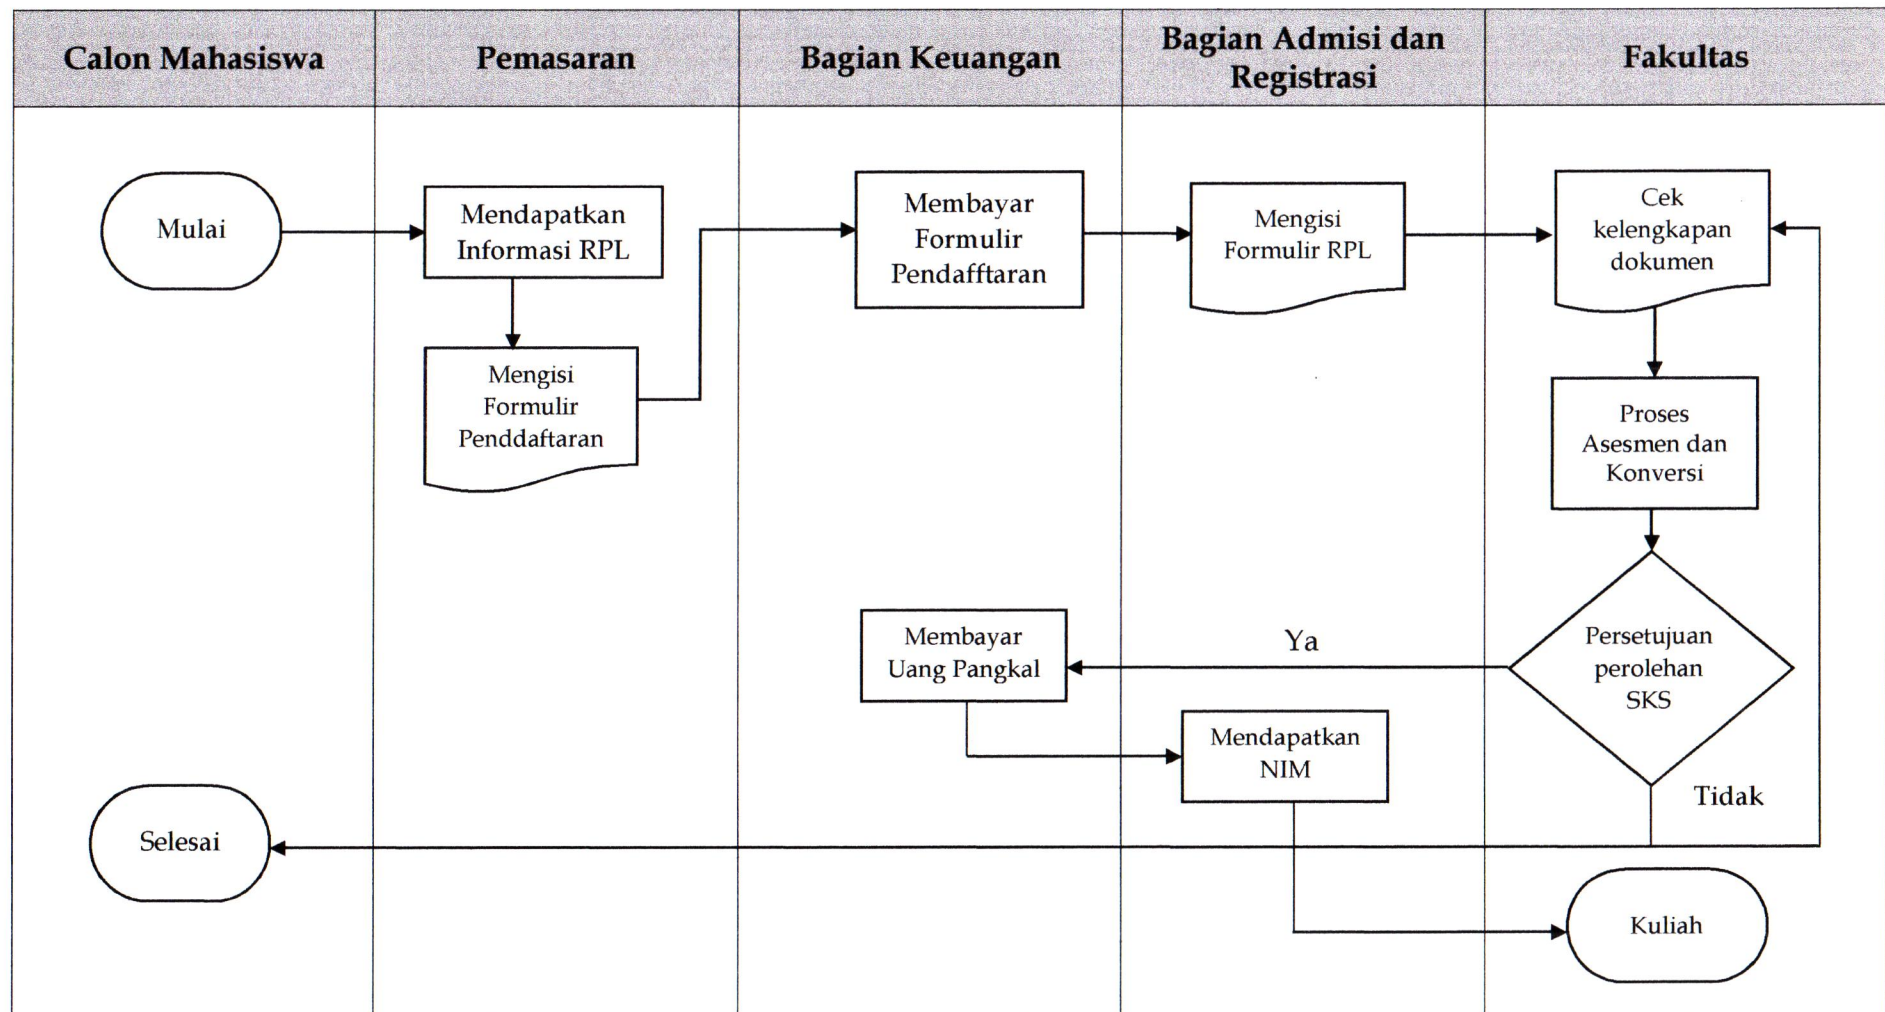 Calon Mahasiswa
Pemasaran
Bagian Keuangan
Bagian Admisi dan
Registrasi
Fakultas
Mulai
Mendapatkan
Informasi RPL
Mengisi
Formulir
Penddaftaran
Membayar
Formulir
Pendafftaran
Mengisi
Formulir RPL
Cek
kelengkapan
dokumen
Proses
Asesmen dan
Konversi
Persetujuan
perolehan
SKS
Ya
Membayar
Uang Pangkal
Mendapatkan
NIM
Tidak
Selesai
Kuliah